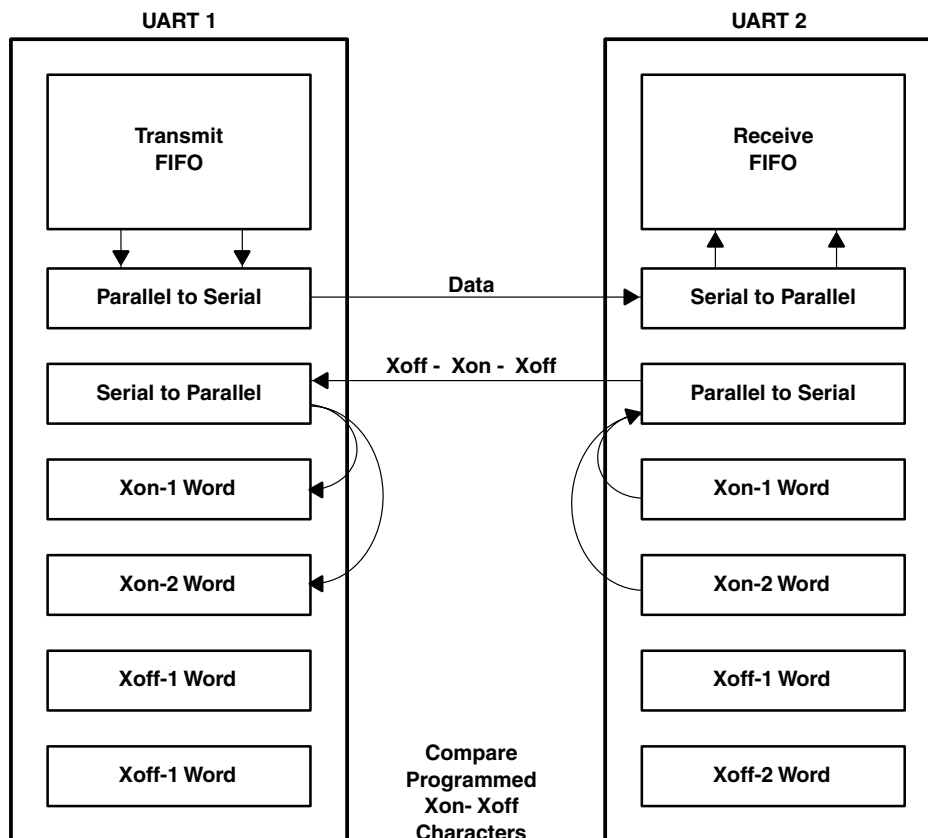 UART 1
UART 2
Transmit
FIFO
Receive
FIFO
Parallel to Serial
Data
Serial to Parallel
Serial to Parallel
Xoff - Xon - Xoff
Parallel to Serial
Xon-1 Word
Xon-1 Word
Xon-2 Word
Xon-2 Word
Xoff-1 Word
Xoff-1 Word
Xoff-1 Word
Compare
Programmed
Xon- Xoff
Characters
Xoff-2 Word